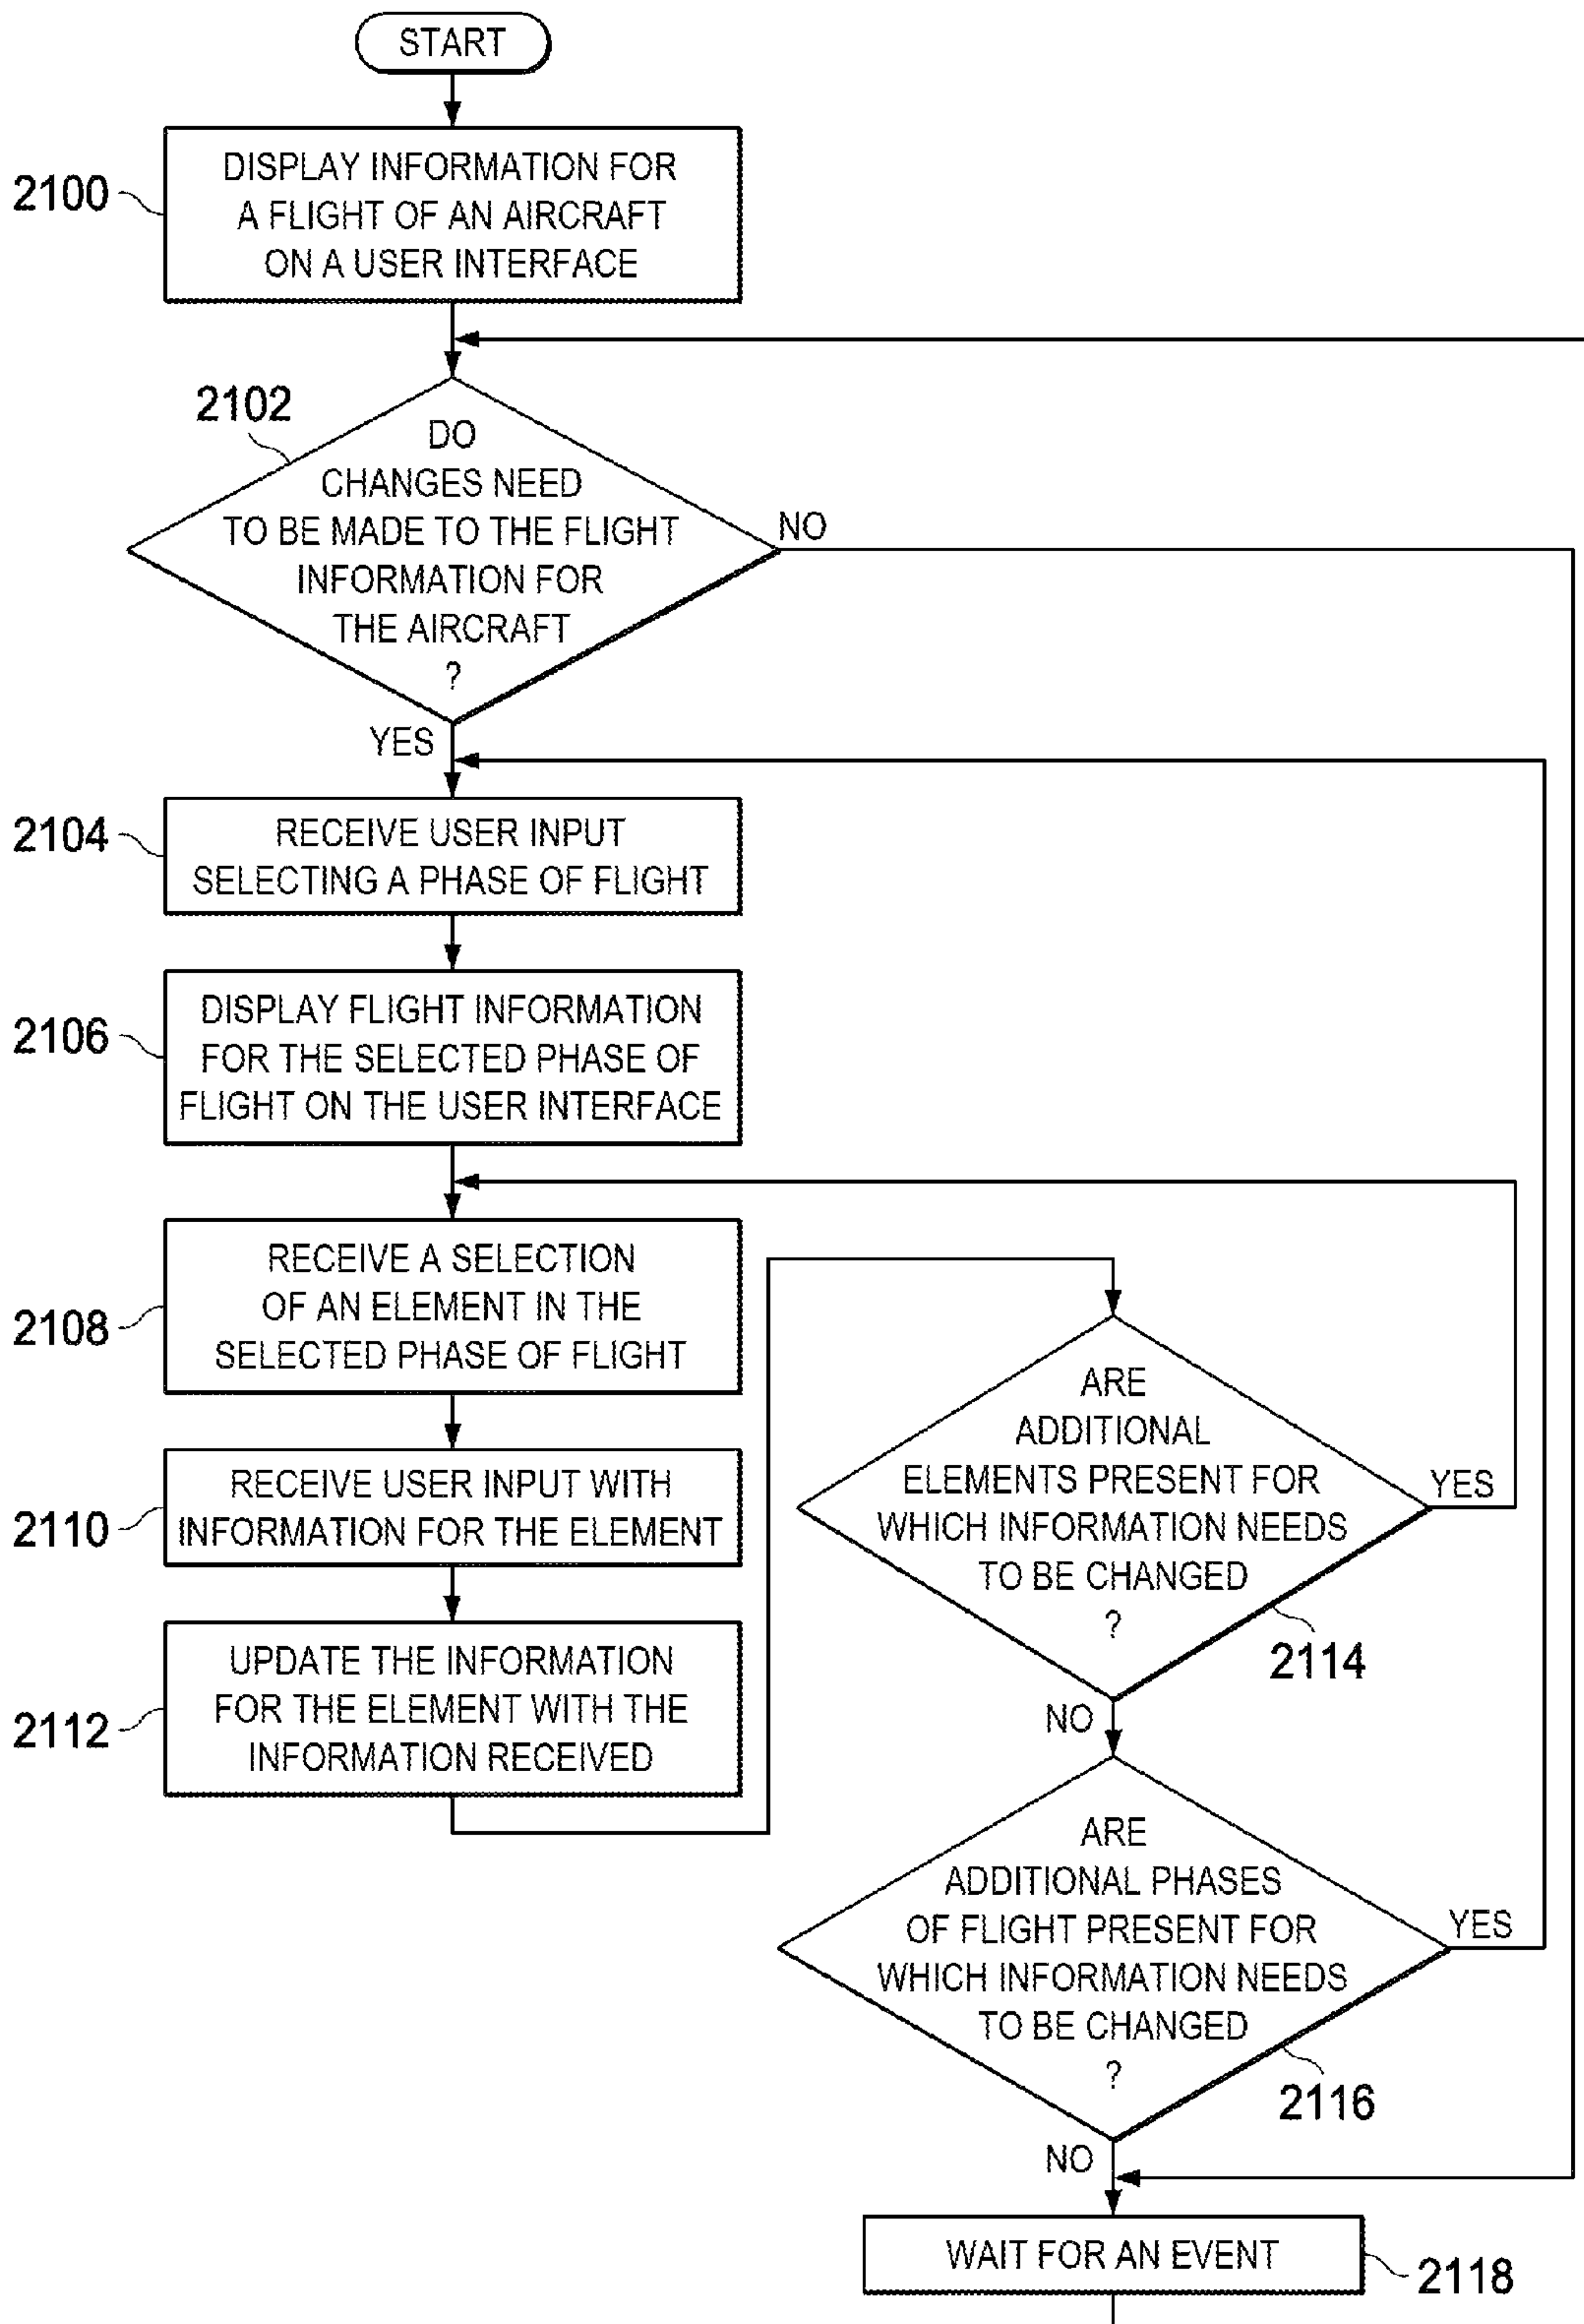 START
2100
DISPLAY INFORMATION FOR
A FLIGHT OF AN AIRCRAFT
ON A USER INTERFACE
2102
DO
CHANGES NEED
TO BE MADE TO THE FLIGHT
INFORMATION FOR
THE AIRCRAFT
?
NO
YES
2104
RECEIVE USER INPUT
SELECTING A PHASE OF FLIGHT
2106
DISPLAY FLIGHT INFORMATION
FOR THE SELECTED PHASE OF
FLIGHT ON THE USER INTERFACE
2108
RECEIVE A SELECTION
OF AN ELEMENT IN THE
SELECTED PHASE OF FLIGHT
2110
RECEIVE USER INPUT WITH
INFORMATION FOR THE ELEMENT
2112
UPDATE THE INFORMATION
FOR THE ELEMENT WITH THE
INFORMATION RECEIVED
ARE
ADDITIONAL
ELEMENTS PRESENT FOR
WHICH INFORMATION NEEDS
TO BE CHANGED
?
YES
2114
NO
ARE
ADDITIONAL PHASES
OF FLIGHT PRESENT FOR
WHICH INFORMATION NEEDS
TO BE CHANGED
?
YES
2116
NO
WAIT FOR AN EVENT
2118